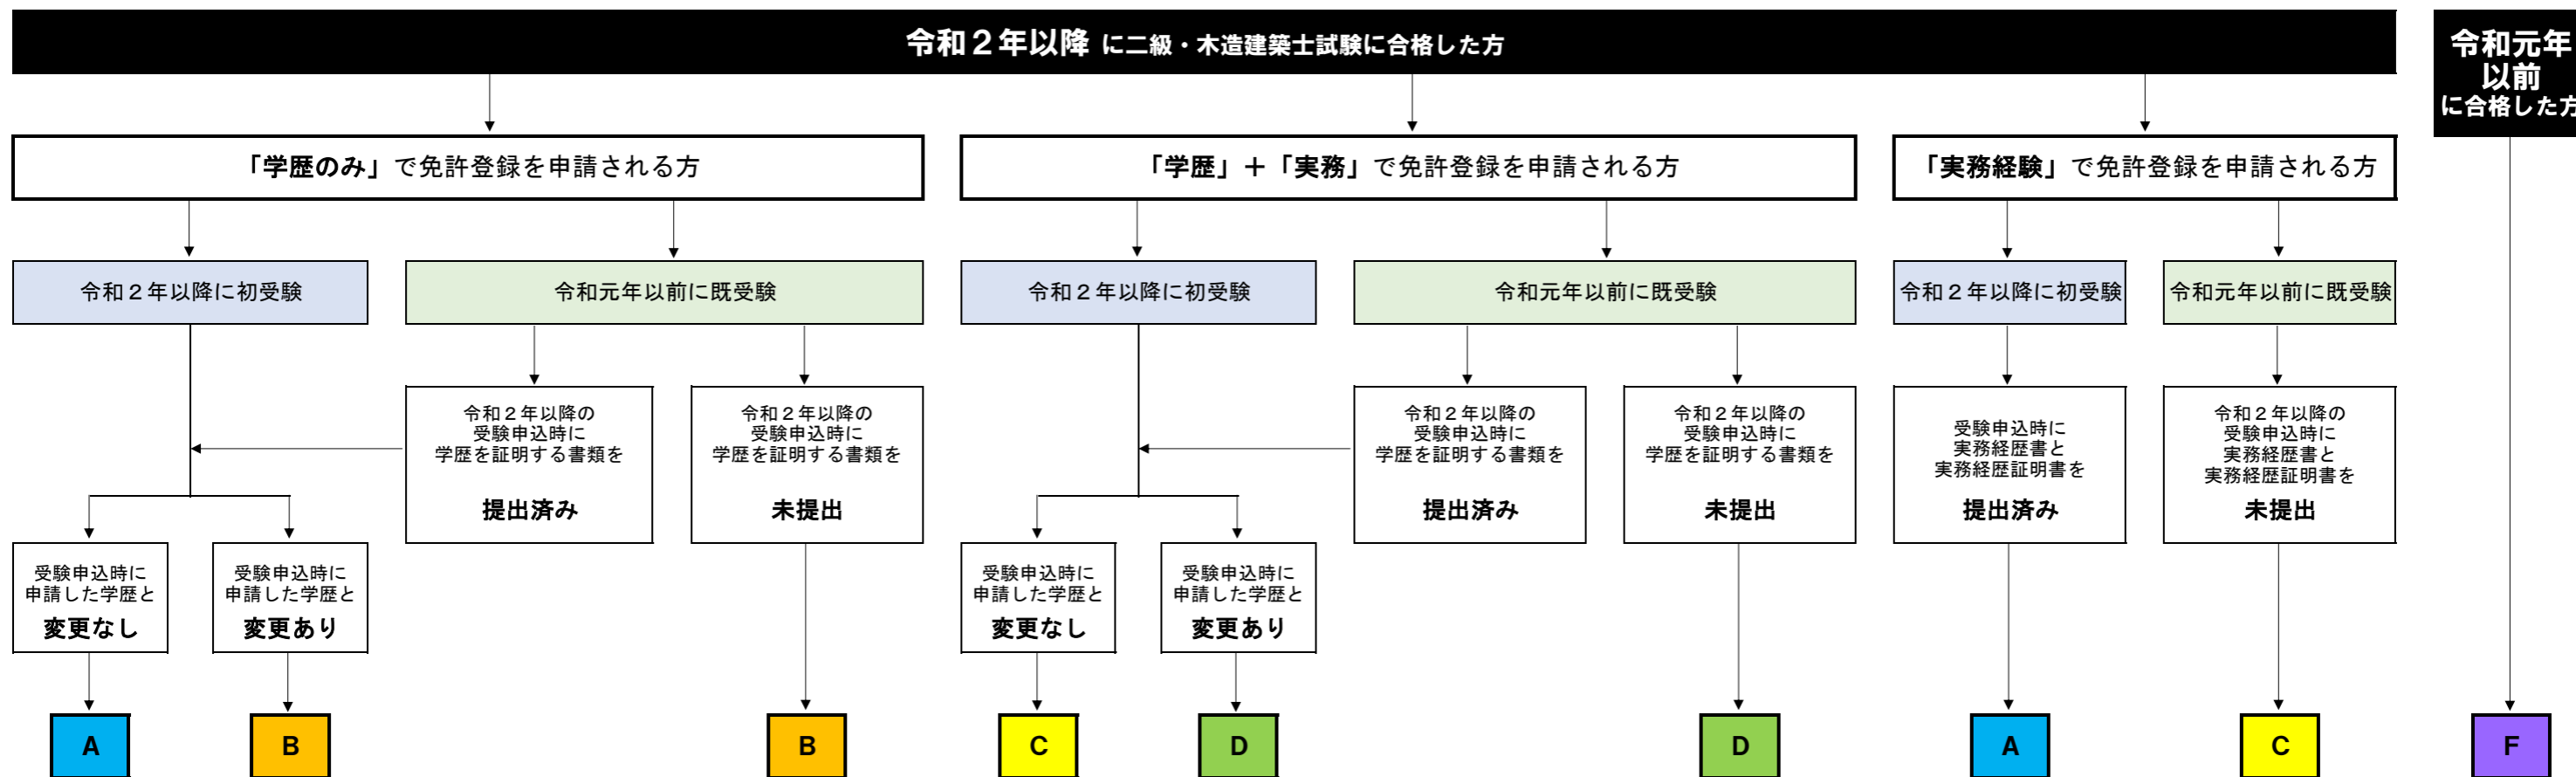 令和２年以降 に二級・木造建築士試験に合格した方
令和元年
以前
に合格した方
「学歴のみ」で免許登録を申請される方
「学歴」＋「実務」で免許登録を申請される方
「実務経験」で免許登録を申請される方
令和２年以降に初受験
令和元年以前に既受験
令和２年以降に初受験
令和元年以前に既受験
令和２年以降に初受験
令和元年以前に既受験
令和２年以降の
受験申込時に
学歴を証明する書類を
提出済み
令和２年以降の
受験申込時に
学歴を証明する書類を
未提出
令和２年以降の
受験申込時に
学歴を証明する書類を
提出済み
令和２年以降の
受験申込時に
学歴を証明する書類を
未提出
受験申込時に
実務経歴書と
実務経歴証明書を
提出済み
令和２年以降の
受験申込時に
実務経歴書と
実務経歴証明書を
未提出
受験申込時に
申請した学歴と
変更なし
受験申込時に
申請した学歴と
変更あり
受験申込時に
申請した学歴と
変更なし
受験申込時に
申請した学歴と
変更あり
A
B
B
C
D
D
A
C
F